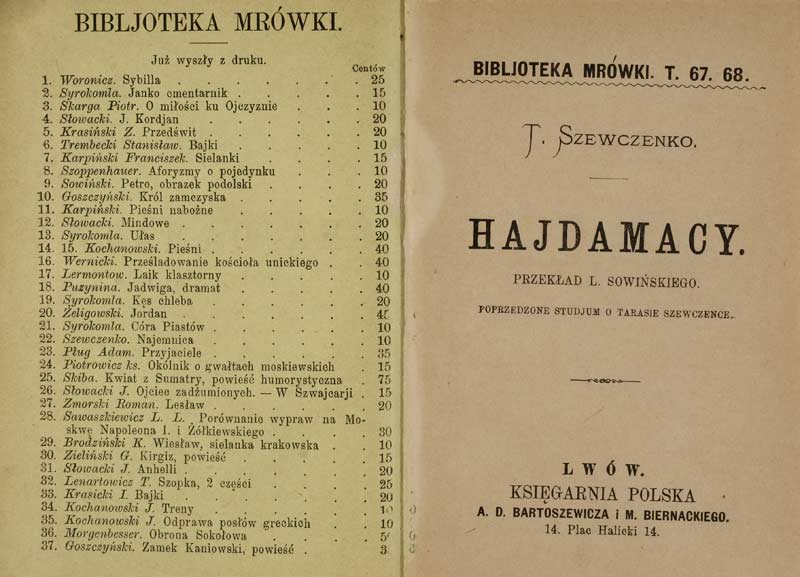 BIBLJOTEKA MRÓWKI.
Już wyszły z druku.
Centów
1. Woronicz. Sybilla . . . . . . . 25
2. Syrokomla. Janko cmentarnik . . . . . 15
3. Skarga Piotr. O miłości ku Ojczyznie . . . 10
4. Słowacki. J. Kordjan . . . . . 20
5. Krasiński Z. Przedświt . . . . . 20
6. Trembecki Stanisław. Bajki . . . . 10
7. Karpiński Franciszek. Sielanki . . . . 15
8. Szoppenhauer. Aforyzmy o pojedynku . . . 10
9. Sowiński. Petro, obrazek podolski . . . . 20
10. Goszczyński. Król zamczyska . . . . . 35
11. Karpiński. Pieśni nabożne . . . . 10
12. Słowacki. Mindowe . . . . . . 20
13. Syrokomla. Ułas . . . . . . 20
14. 15. Kochanowski. Pieśni . . . . . 40
16. Wernicki. Prześladowanie kościoła unickiego . . 40
17. Lermontow. Laik klasztorny . . . . 10
18. Puzynina. Jadwiga, dramat . . . . 40
19. Syrokomla. Kęs chleba . . . . . 20
20. Żeligowski. Jordan . . . . . 45
21. Syrokomla. Córa Piastów . . . . . 10
22. Szewczenko. Najemnica . . . . . 10
23. Pług Adam. Przyjaciele . . . . . 35
24. Piotrowicz ks. Okólnik o gwałtach moskiewskich . 15
25. Skiba. Kwiat z Sumatry, powieść humorystyczna . 75
26. Słowacki J. Ojciec zadżumionych. — W Szwajcarji . 15
27. Zmorski Roman. Lesław . . . . . . 20
28. Sawaszkiewicz L. L. Porównanie wypraw na Mo-
skwę Napoleona I. i Żółkiewskiego . . . . 30
29. Brodziński K. Wiesław, sielanka krakowska . . 10
30. Zieliński G. Kirgiz, powieść . . . . 15
31. Słowacki J. Anhelli . . . . . . 20
32. Lenartowicz T. Szopka, 2 części . . . . 25
33. Krasicki I. Bajki . . . . . . 20
34. Kochanowski J. Treny . . . . . 10
35. Kochanowski J. Odprawa posłów greckich . . 10
36. Morgenbesser. Obrona Sokołowa . . . . 5
37. Goszczyński. Zamek Kaniowski, powieść . . 3
BIBLJOTEKA MRÓWKI. T. 67. 68.
T. SZEWCZENKO.
HAJDAMACY.
PRZEKŁAD L. SOWIŃSKIEGO.
POPRZEDZONE STUDJUM O TARASIE SZEWCZENCE.
LWÓW.
KSIĘGARNIA POLSKA
A. D. BARTOSZEWICZA i M. BIERNACKIEGO.
14. Plac Halicki 14.